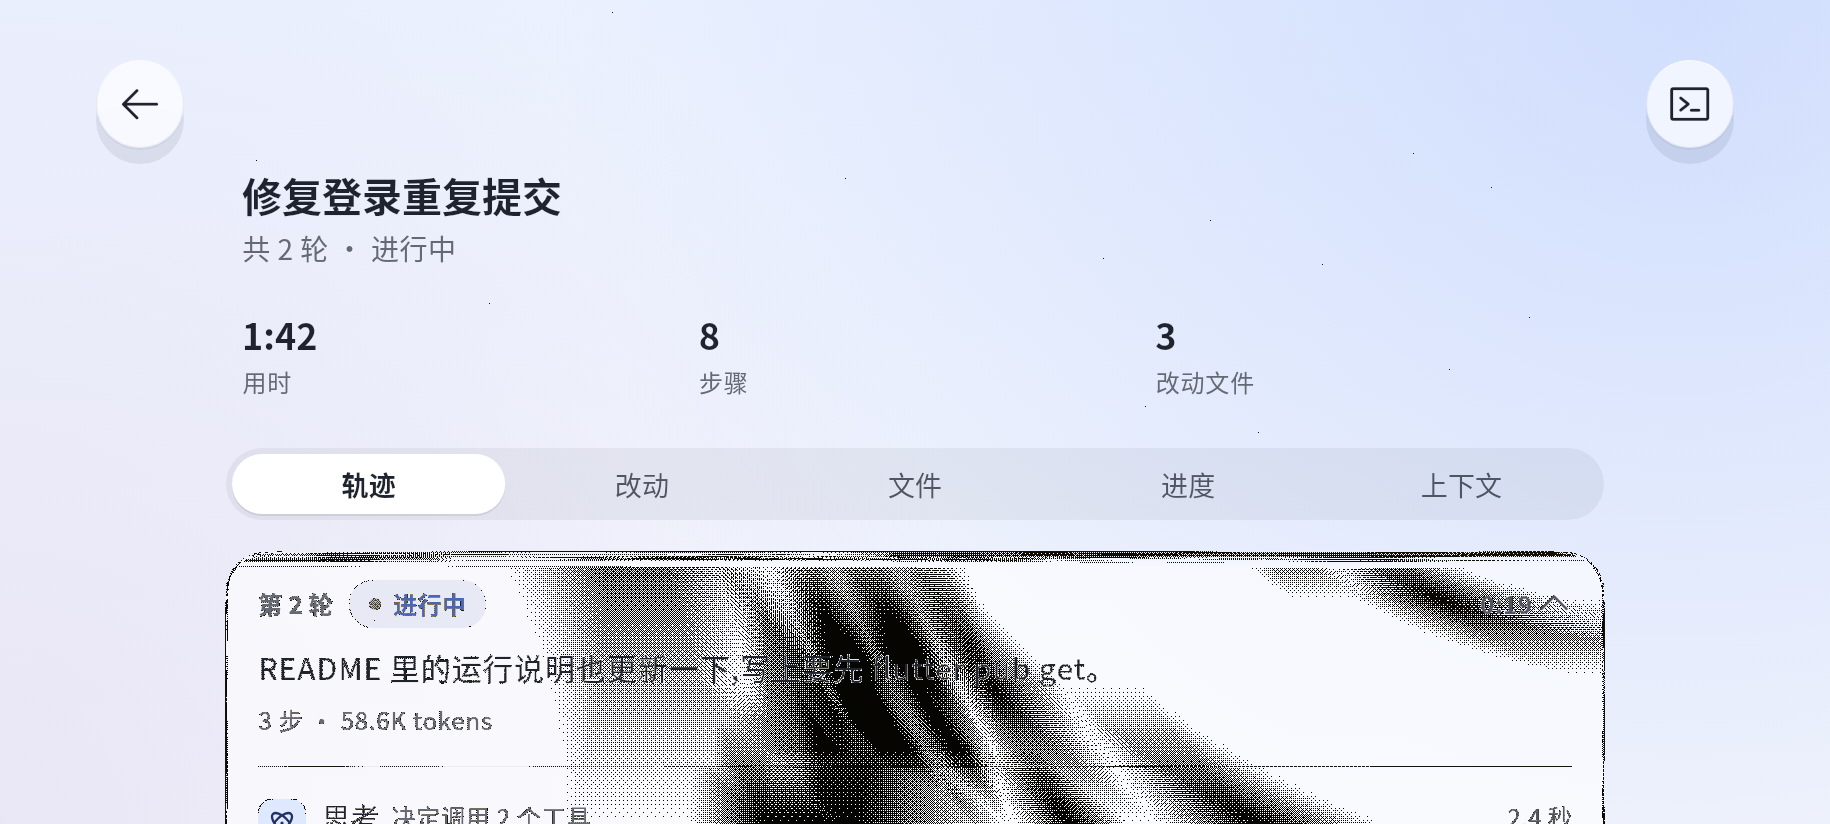 修复登录重复提交
共 2 轮 · 进行中
1:42
用时
8
步骤
3
改动文件
轨迹
改动
文件
进度
上下文
第 2 轮
进行中
0:49
README 里的运行说明也更新一下,写 要先 flutter pub get。
3 步 · 58.6K tokens
思考 决定调用 2 个工具
2.4 秒